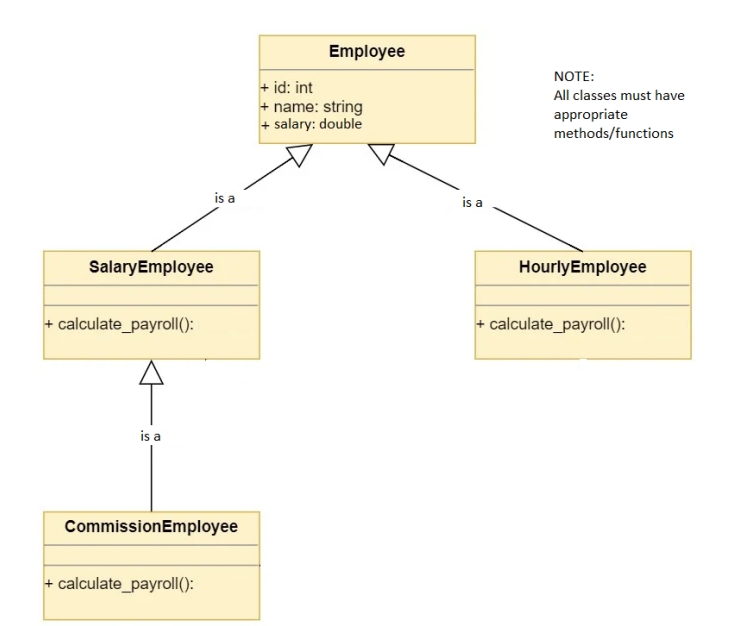 Employee
+ id: int
+ name: string
+ salary: double
NOTE:
All classes must have
appropriate
methods/functions
is a
is a
SalaryEmployee
+ calculate_payroll():
HourlyEmployee
+ calculate_payroll():
is a
CommissionEmployee
+ calculate_payroll():